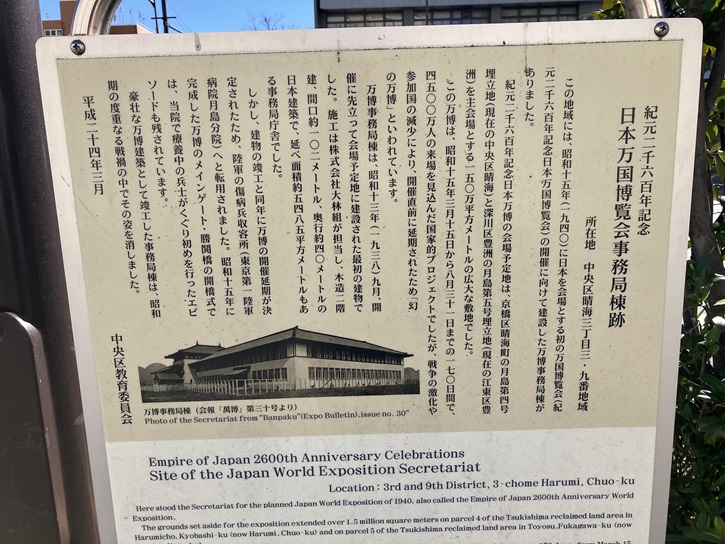 紀元二千六百年記念
日本万国博覧会事務局棟跡
所在地　中央区晴海三丁目三・九番地域
この地域には、昭和十五年（一九四〇）に日本を会場とする初の万国博覧会（紀
元二千六百年記念日本万国博覧会）の開催に向けて建設した万博事務局棟が
ありました。
紀元二千六百年記念日本万博の会場予定地は、京橋区晴海町の月島第四号
埋立地（現在の中央区晴海）と深川区豊洲の月島第五号埋立地（現在の江東区豊
洲）を主会場とする一五〇万平方メートルの広大な敷地でした。
この万博は、昭和十五年三月十五日から八月三十一日までの一七〇日間で、
四五〇〇万人の来場を見込んだ国家的プロジェクトでしたが、戦争の激化や
参加国の減少により、開催直前に延期されたため「幻
の万博」といわれています。
万博事務局棟は、昭和十三年（一九三八）九月、開
催に先立って会場予定地に建設された最初の建物で
した。施工は株式会社大林組が担当し、木造二階
建、間口約一〇二メートル、奥行約四〇メートルの
日本建築で、延べ面積約五四八五平方メートルもあ
る事務局庁舎でした。
しかし、建物の竣工と同年に万博の開催延期が決
定されたため、陸軍の傷病兵収容所（東京第一陸軍
病院月島分院）へと転用されました。昭和十五年に
完成した万博のメインゲート・勝鬨橋の開橋式で
は、当院で療養中の兵士がくぐり初めを行ったエピ
ソードも残されています。
豪壮な万博建築として竣工した事務局棟は、昭和
期の度重なる戦禍の中でその姿を消しました。
平成二十四年三月
中央区教育委員会
万博事務局棟（会報「萬博」第三十号より）
Photo of the Secretariat from "Banpaku"(Expo Bulletin), issue no. 30"
Empire of Japan 2600th Anniversary Celebrations
Site of the Japan World Exposition Secretariat
Location : 3rd and 9th District, 3-chome Harumi, Chuo-ku
Here stood the Secretariat for the planned Japan World Exposition of 1940, also called the Empire of Japan 2600th Anniversary World
Exposition.
The grounds set aside for the exposition extended over 1.5 million square meters on parcel 4 of the Tsukishima reclaimed land area in
Harumicho, Kyobashi-ku (now Harumi, Chuo-ku) and on parcel 5 of the Tsukishima reclaimed land area in Toyosu, Fukagawa-ku (now
from March 15